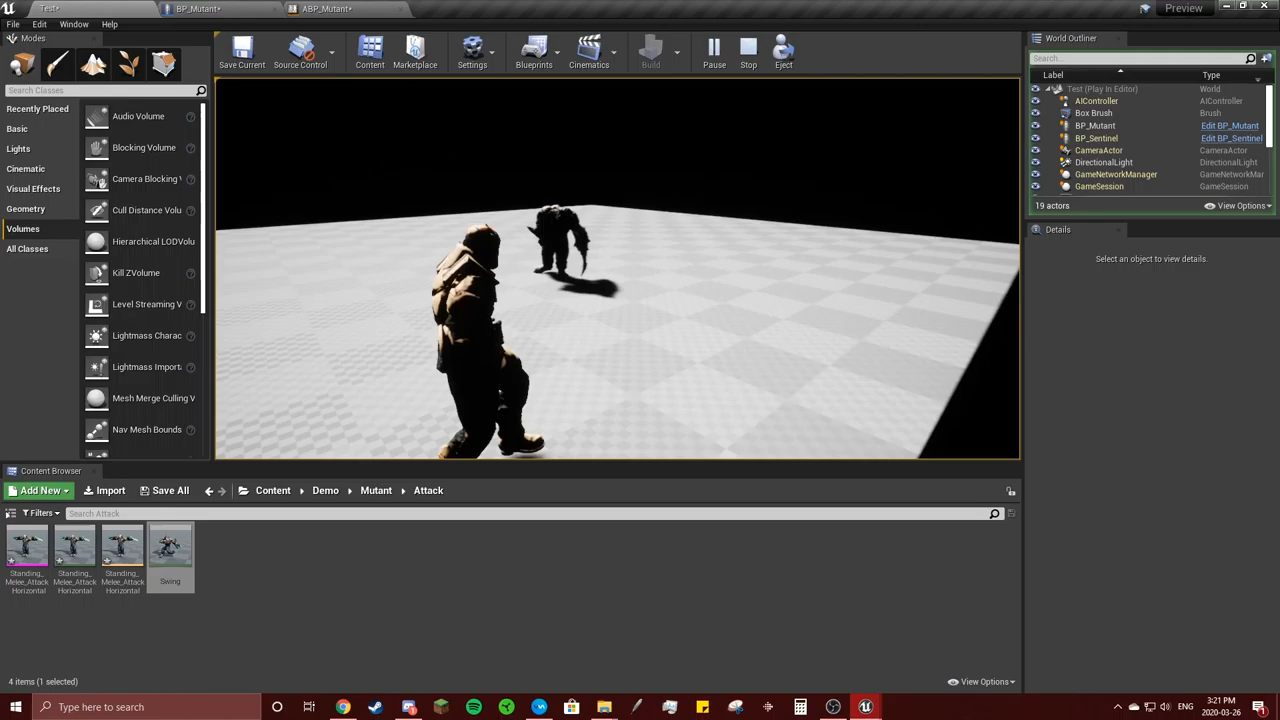 Test*
BP_Mutant*
ABP_Mutant*
Preview
File
Edit
Window
Help
Modes
Search Classes
Recently Placed
Basic
Lights
Cinematic
Visual Effects
Geometry
Volumes
All Classes
Audio Volume
Blocking Volume
Camera Blocking V
Cull Distance Volu
Hierarchical LODVolu
Kill ZVolume
Level Streaming V
Lightmass Charac
Lightmass Importa
Mesh Merge Culling V
Nav Mesh Bounds
Save Current
Source Control
Content
Marketplace
Settings
Blueprints
Cinematics
Build
Pause
Stop
Eject
World Outliner
Search...
Label Type
Test (Play In Editor) World
AIController AIController
Box Brush Brush
BP_Mutant Edit BP_Mutant
BP_Sentinel Edit BP_Sentinel
CameraActor CameraActor
DirectionalLight DirectionalLight
GameNetworkManager GameNetworkMar
GameSession GameSession
19 actors View Options
Details
Select an object to view details.
Content Browser
Add New Import Save All Content Demo Mutant Attack
Filters Search Attack
Standing_
Melee_Attack
Horizontal
Standing_
Melee_Attack
Horizontal
Standing_
Melee_Attack
Horizontal
Swing
4 items (1 selected) View Options
Type here to search
3:21 PM
2020-03-26